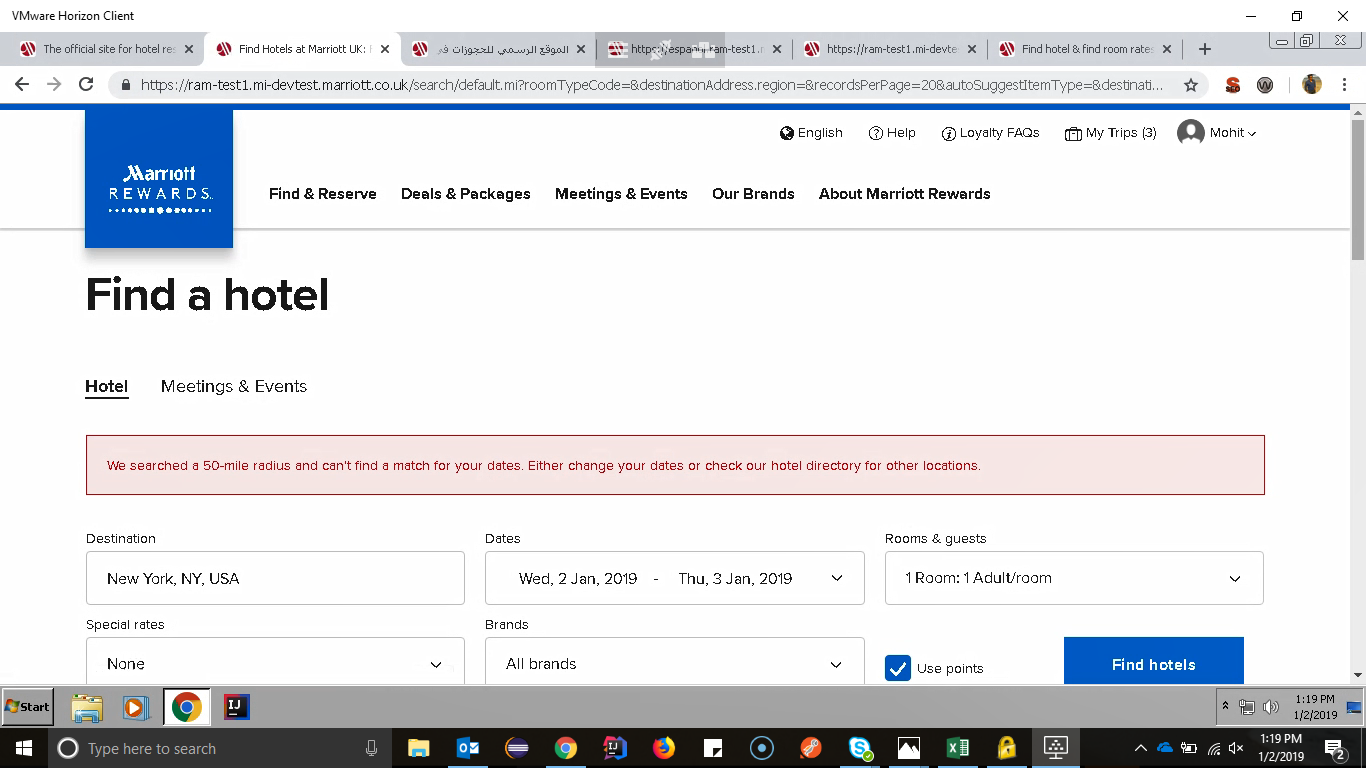 VMware Horizon Client
The official site for hotel res
Find Hotels at Marriott UK:
الموقع الرسمي للحجوزات في
https://espanol.ram-test1.m
https://ram-test1.mi-devtes
Find hotel & find room rates
https://ram-test1.mi-devtest.marriott.co.uk/search/default.mi?roomTypeCode=&destinationAddress.region=&recordsPerPage=20&autoSuggestItemType=&destinati...
English
Help
Loyalty FAQs
My Trips (3)
Mohit
Marriott
REWARDS
Find & Reserve
Deals & Packages
Meetings & Events
Our Brands
About Marriott Rewards
Find a hotel
Hotel
Meetings & Events
We searched a 50-mile radius and can't find a match for your dates. Either change your dates or check our hotel directory for other locations.
Destination
Dates
Rooms & guests
New York, NY, USA
Wed, 2 Jan, 2019 - Thu, 3 Jan, 2019
1 Room: 1 Adult/room
Special rates
Brands
None
All brands
Use points
Find hotels
Start
1:19 PM
1/2/2019
Type here to search
1:19 PM
1/2/2019
2